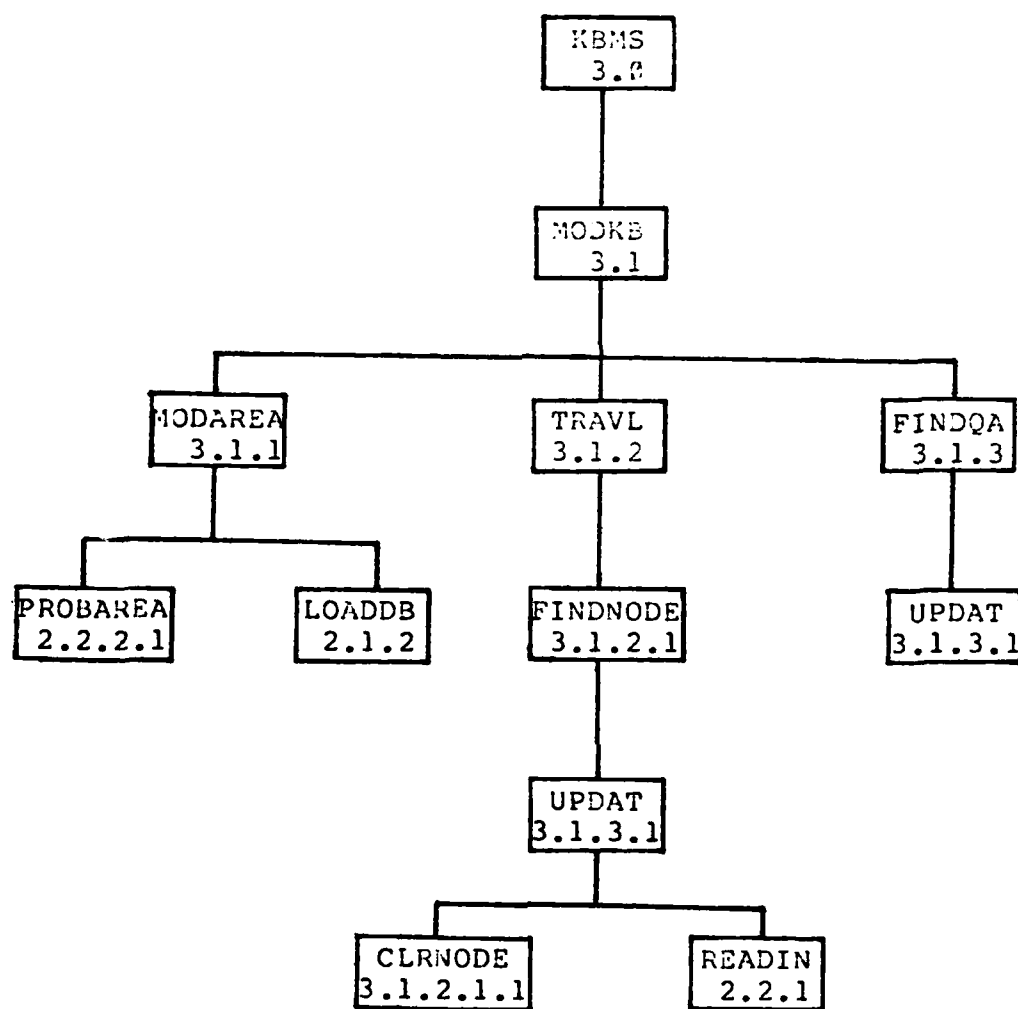 KBMS
3.0
MODKB
3.1
MODAREA
3.1.1
TRAVL
3.1.2
FINDQA
3.1.3
PROBAREA
2.2.2.1
LOADDB
2.1.2
FINDNODE
3.1.2.1
UPDAT
3.1.3.1
UPDAT
3.1.3.1
CLRNODE
3.1.2.1.1
READIN
2.2.1